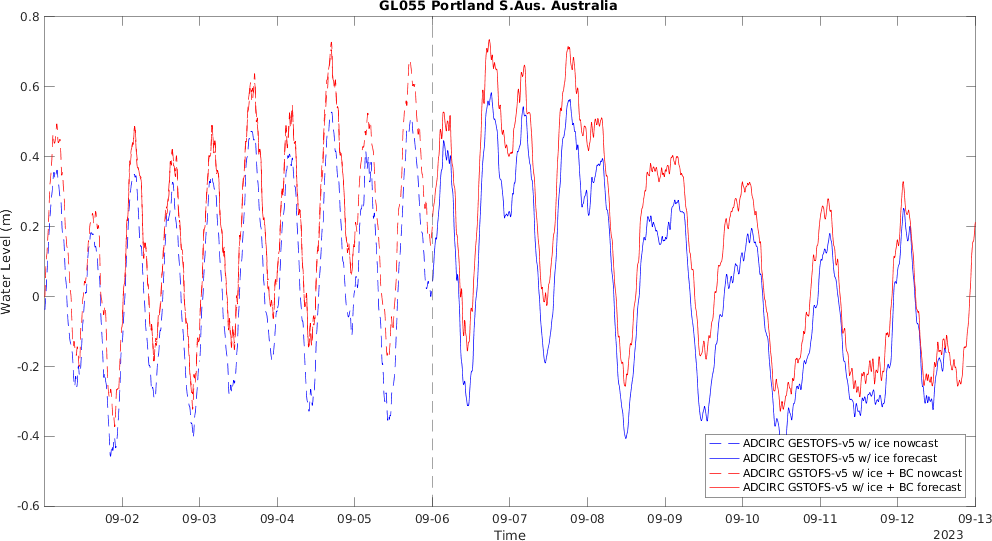 GL055 Portland S.Aus. Australia
0.8
0.6
0.4
0.2
0
-0.2
-0.4
-0.6
Water Level (m)
09-02 09-03 09-04 09-05 09-06 09-07 09-08 09-09 09-10 09-11 09-12 09-13
Time
2023
ADCIRC GESTOFS-v5 w/ ice nowcast
ADCIRC GESTOFS-v5 w/ ice forecast
ADCIRC GSTOFS-v5 w/ ice + BC nowcast
ADCIRC GSTOFS-v5 w/ ice + BC forecast